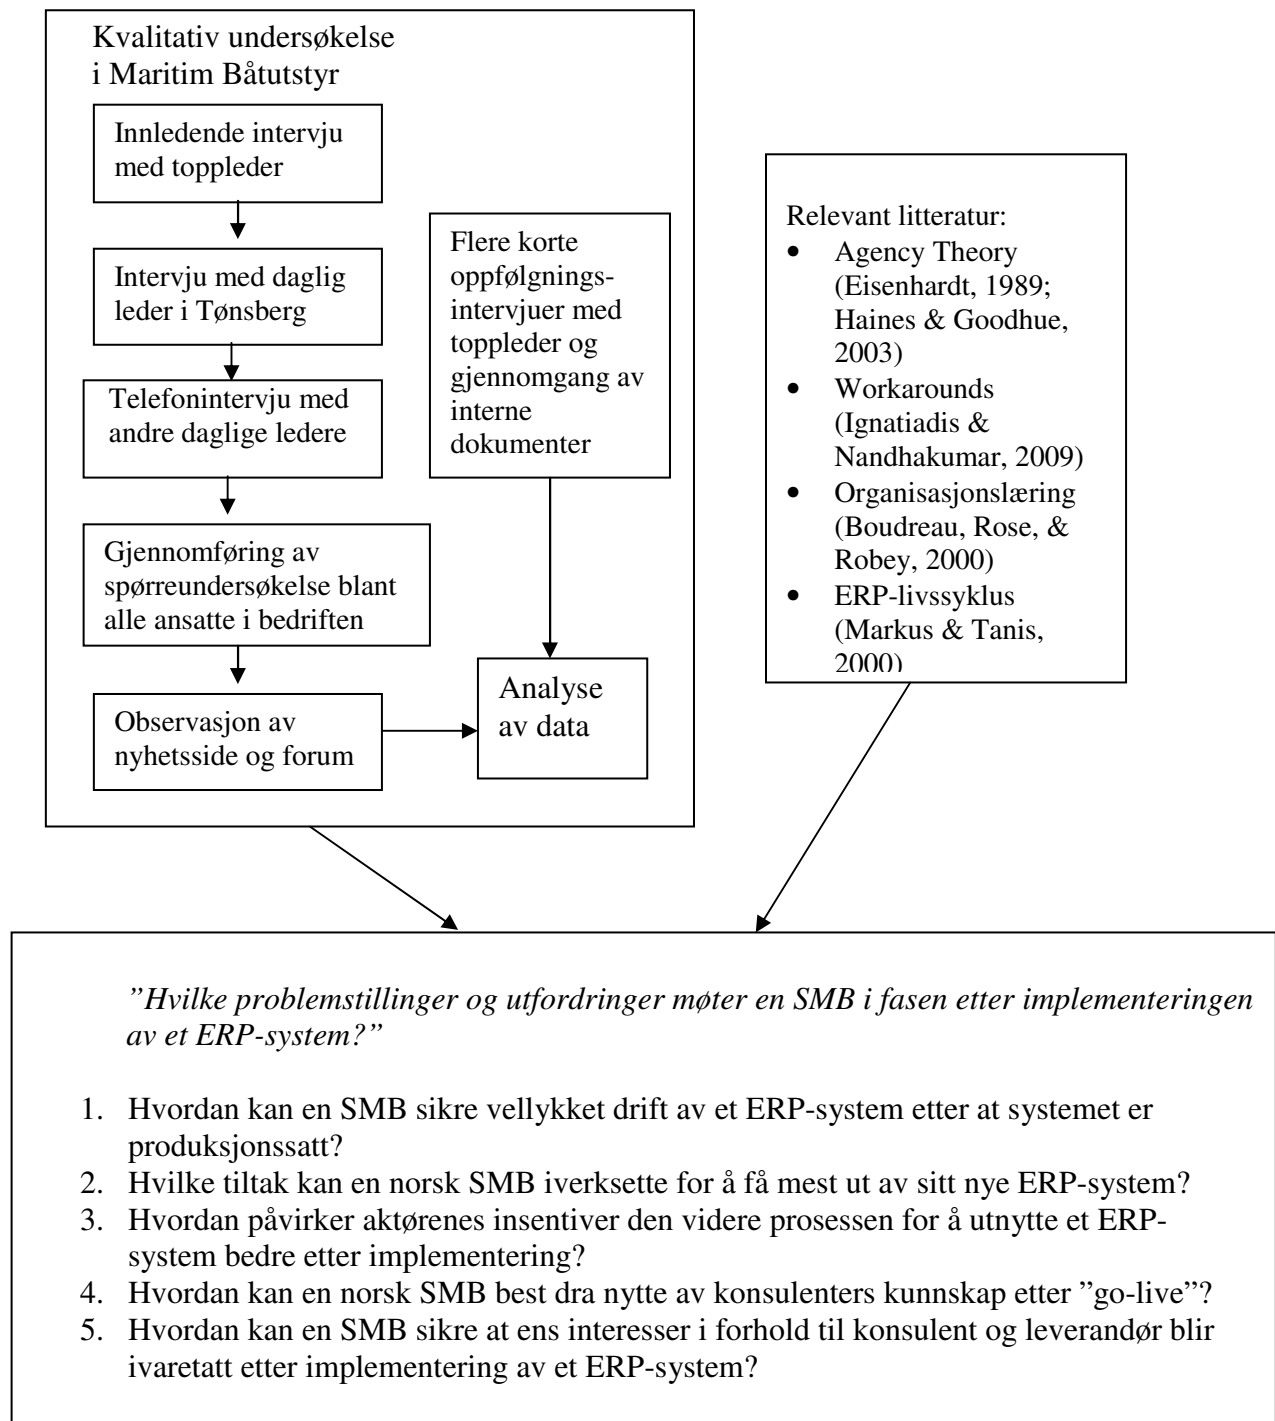 Kvalitativ undersøkelse
i Maritim Båtutstyr
Innledende intervju
med toppleder
Intervju med daglig
leder i Tønsberg
Telefonintervju med
andre daglige ledere
Gjennomføring av
spørreundersøkelse blant
alle ansatte i bedriften
Observasjon av
nyhetsside og forum
Flere korte
oppfølgnings-
intervjuer med
toppleder og
gjennomgang av
interne
dokumenter
Analyse
av data
Relevant litteratur:
• Agency Theory
(Eisenhardt, 1989;
Haines & Goodhue,
2003)
• Workarounds
(Ignatiadis &
Nandhakumar, 2009)
• Organisasjonslæring
(Boudreau, Rose, &
Robey, 2000)
• ERP-livssyklus
(Markus & Tanis,
2000)
”Hvilke problemstillinger og utfordringer møter en SMB i fasen etter implementeringen
av et ERP-system?”
1. Hvordan kan en SMB sikre vellykket drift av et ERP-system etter at systemet er
produksjonssatt?
2. Hvilke tiltak kan en norsk SMB iverksette for å få mest ut av sitt nye ERP-system?
3. Hvordan påvirker aktørenes insentiver den videre prosessen for å utnytte et ERP-
system bedre etter implementering?
4. Hvordan kan en norsk SMB best dra nytte av konsulenters kunnskap etter ”go-live”?
5. Hvordan kan en SMB sikre at ens interesser i forhold til konsulent og leverandør blir
ivaretatt etter implementering av et ERP-system?